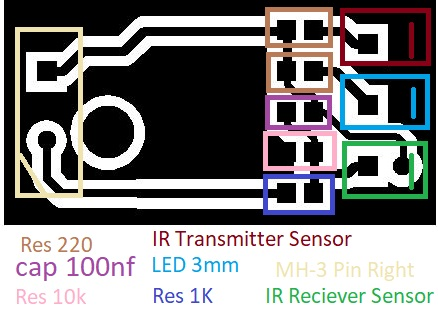 Res 220
IR Transmitter Sensor
cap 100nf
LED 3mm
MH-3 Pin Right
Res 10k
Res 1K
IR Reciever Sensor